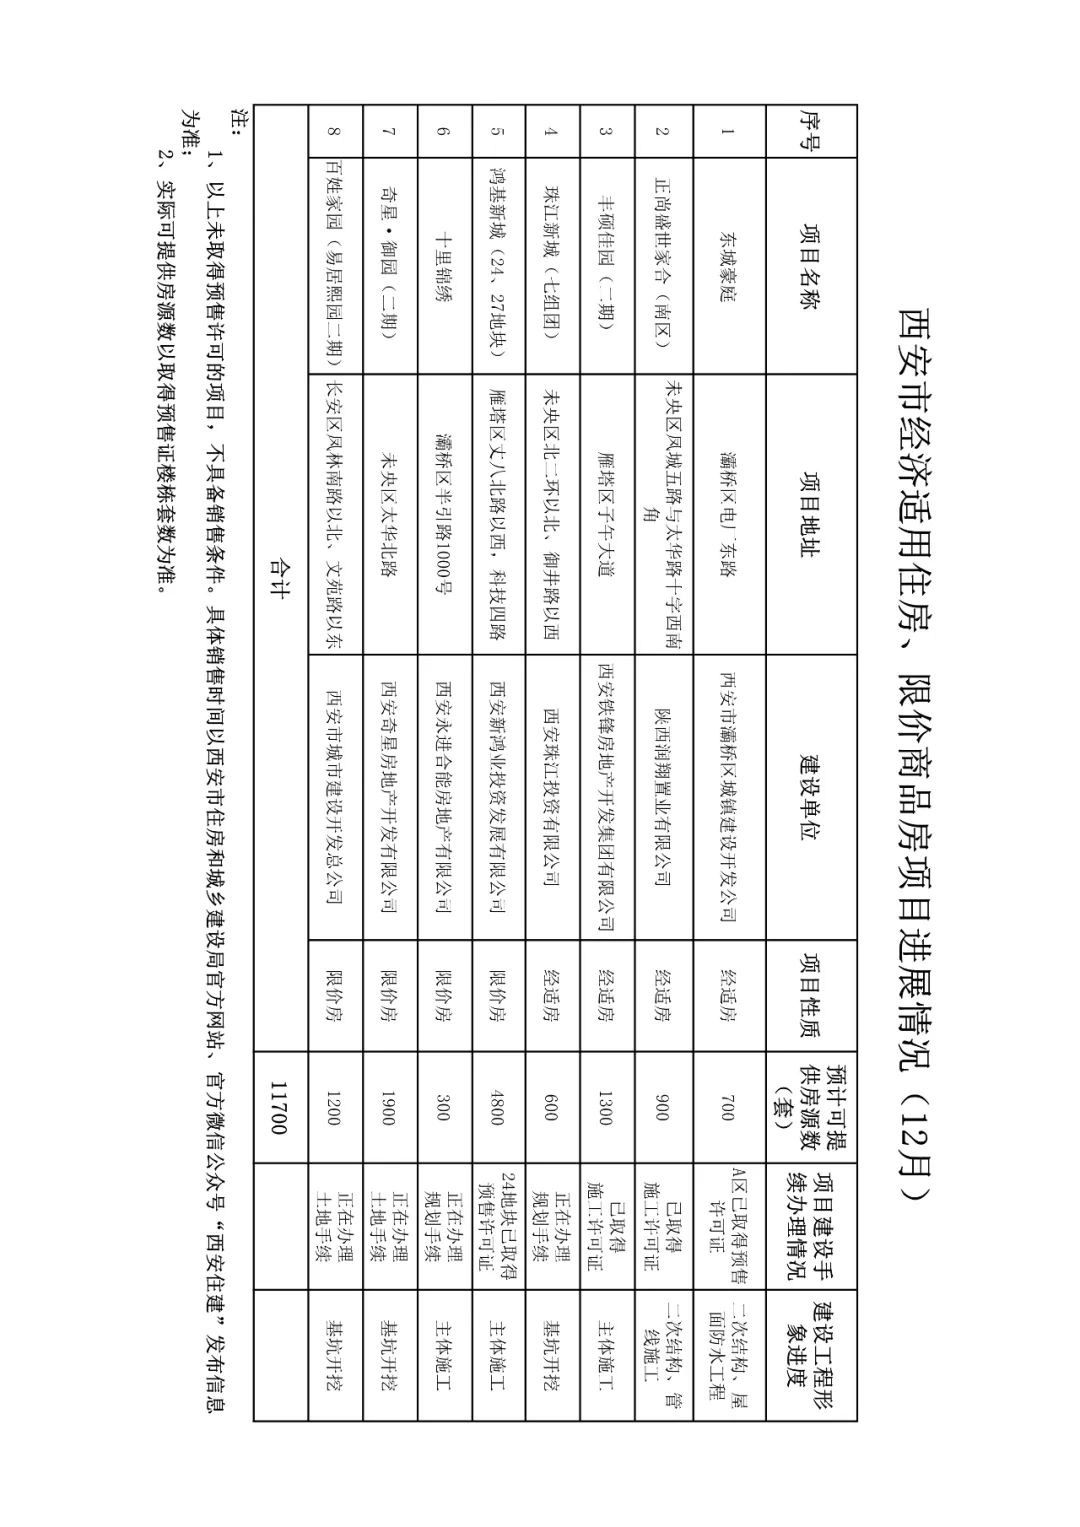 西安市经济适用住房、限价商品房项目进展情况（12月）
序号 项目名称 项目地址 建设单位 项目性质 预计可提供房源数（套） 项目建设手续办理情况 建设工程形象进度
1 东城豪庭 灞桥区电厂东路 西安市灞桥区城镇建设开发公司 经适房 700 A区已取得预售许可证 二次结构、屋面防水工程
2 正尚盛世家合（南区） 未央区凤城五路与太华路十字西南角 陕西润翔置业有限公司 经适房 900 已取得施工许可证 二次结构、管线施工
3 丰硕佳园（二期） 雁塔区子午大道 西安铁锋房地产开发集团有限公司 经适房 1300 已取得施工许可证 主体施工
4 珠江新城（七组团） 未央区北二环以北、御井路以西 西安珠江投资有限公司 经适房 600 正在办理规划手续 基坑开挖
5 鸿基新城（24、27地块） 雁塔区丈八北路以西，科技四路 西安新鸿业投资发展有限公司 限价房 4800 24地块已取得预售许可证 主体施工
6 十里锦绣 灞桥区半引路1000号 西安永进合能房地产有限公司 限价房 300 正在办理规划手续 主体施工
7 奇星·御园（二期） 未央区太华北路 西安奇星房地产开发有限公司 限价房 1900 正在办理土地手续 基坑开挖
8 百姓家园（易居熙园二期） 长安区凤林南路以北、文苑路以东 西安市城市建设开发总公司 限价房 1200 正在办理土地手续 基坑开挖
合计 11700
注：
1、以上未取得预售许可的项目，不具备销售条件。具体销售时间以西安市住房和城乡建设局官方网站、官方微信公众号“西安住建”发布信息
为准；
2、实际可提供房源数以取得预售证楼栋套数为准。